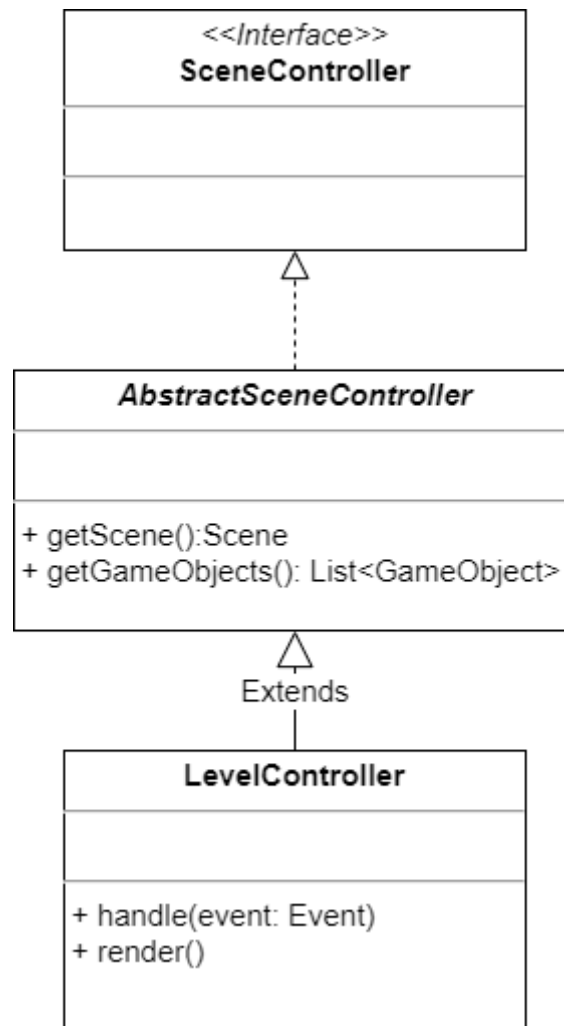 <<Interface>>
SceneController
AbstractSceneController
+ getScene():Scene
+ getGameObjects(): List<GameObject>
Extends
LevelController
+ handle(event: Event)
+ render()